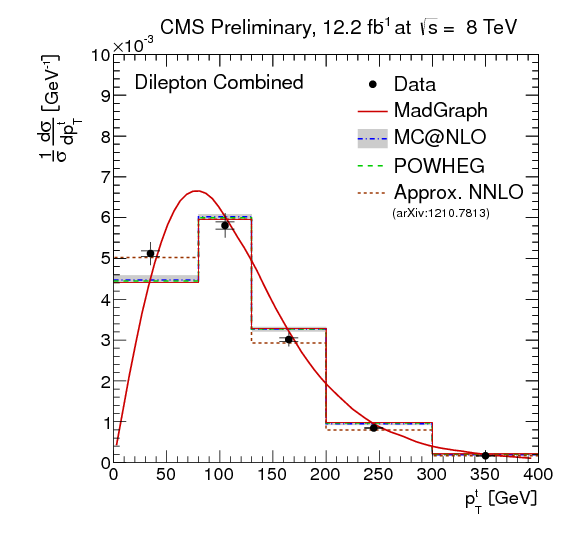 CMS Preliminary, 12.2 fb⁻¹ at √s = 8 TeV
×10⁻³
Dilepton Combined
Data
MadGraph
MC@NLO
POWHEG
Approx. NNLO
(arXiv:1210.7813)
1/σ dσ/dp_T^t [GeV⁻¹]
10
9
8
7
6
5
4
3
2
1
0
0 50 100 150 200 250 300 350 400
p_T^t [GeV]